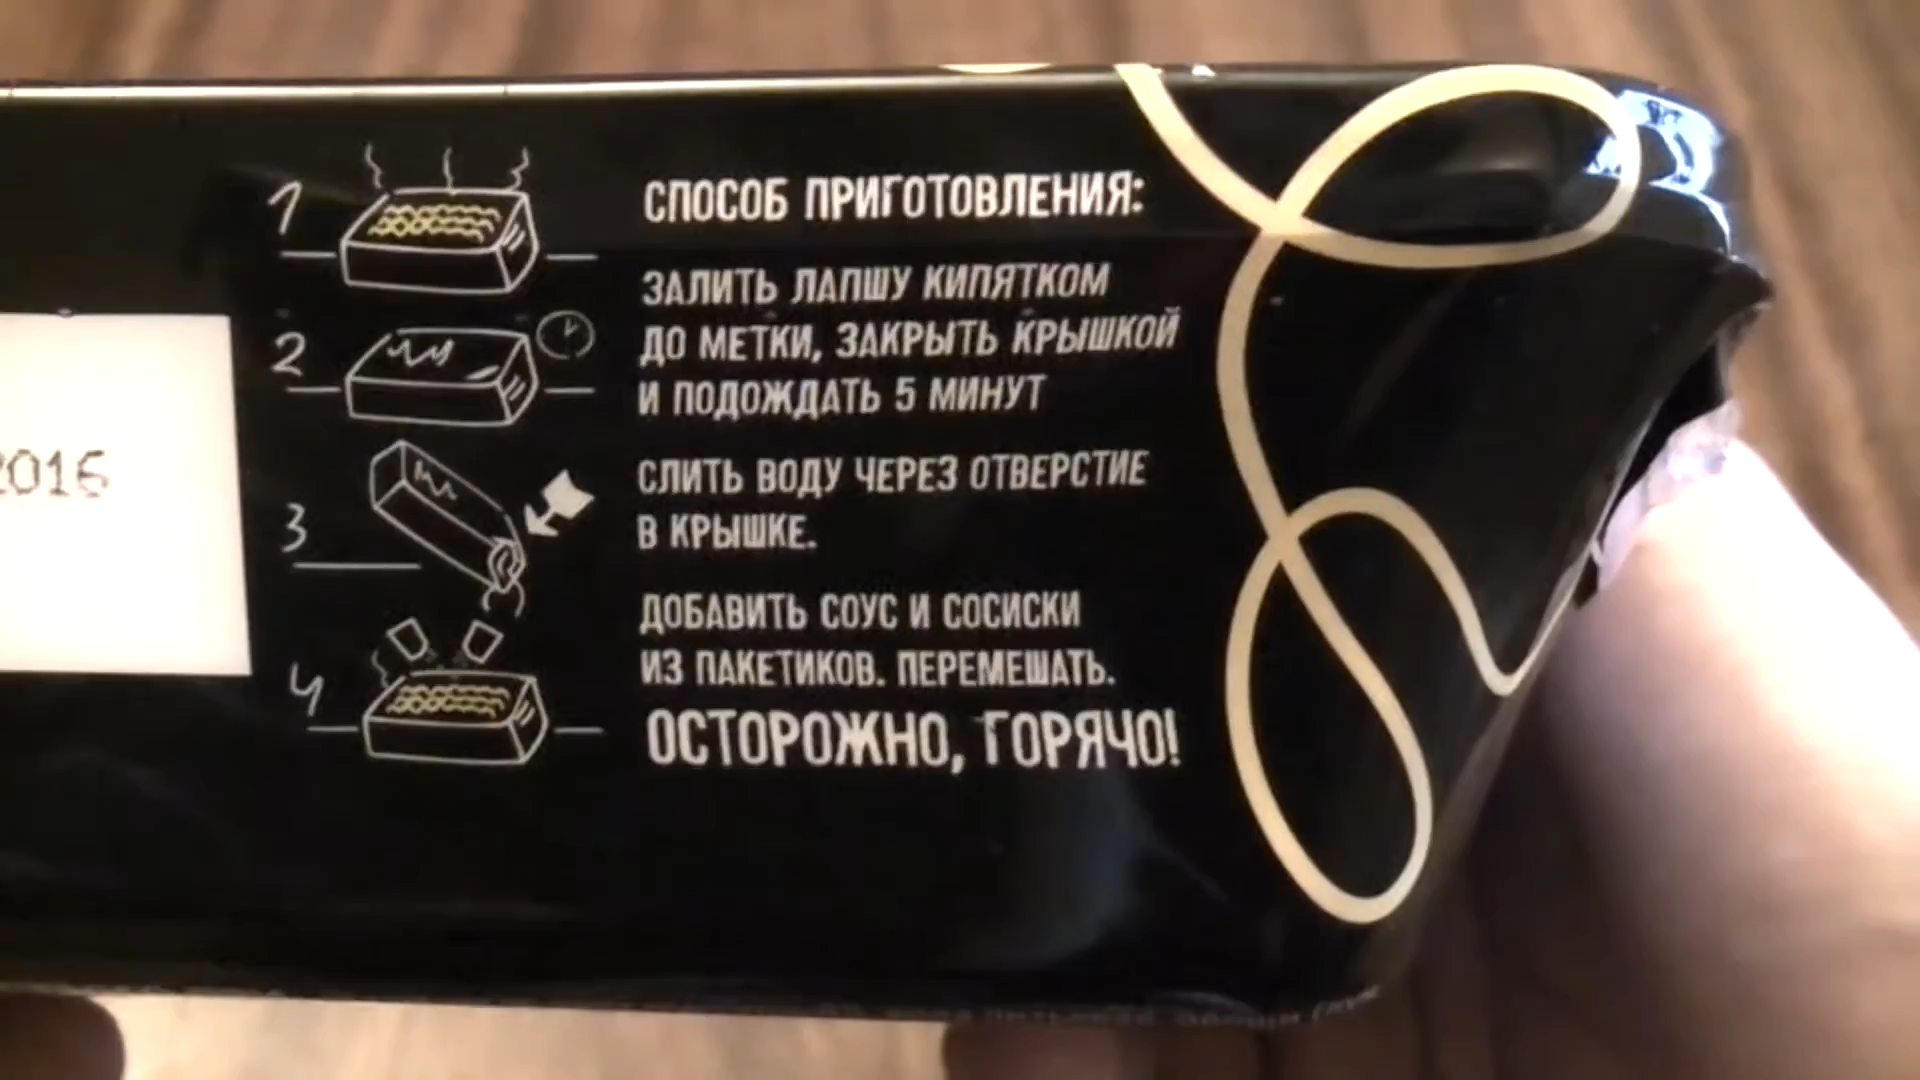 1
СПОСОБ ПРИГОТОВЛЕНИЯ:
ЗАЛИТЬ ЛАПШУ КИПЯТКОМ
2
ДО МЕТКИ, ЗАКРЫТЬ КРЫШКОЙ
И ПОДОЖДАТЬ 5 МИНУТ
2016
СЛИТЬ ВОДУ ЧЕРЕЗ ОТВЕРСТИЕ
3
В КРЫШКЕ.
ДОБАВИТЬ СОУС И СОСИСКИ
4
ИЗ ПАКЕТИКОВ. ПЕРЕМЕШАТЬ.
ОСТОРОЖНО, ГОРЯЧО!